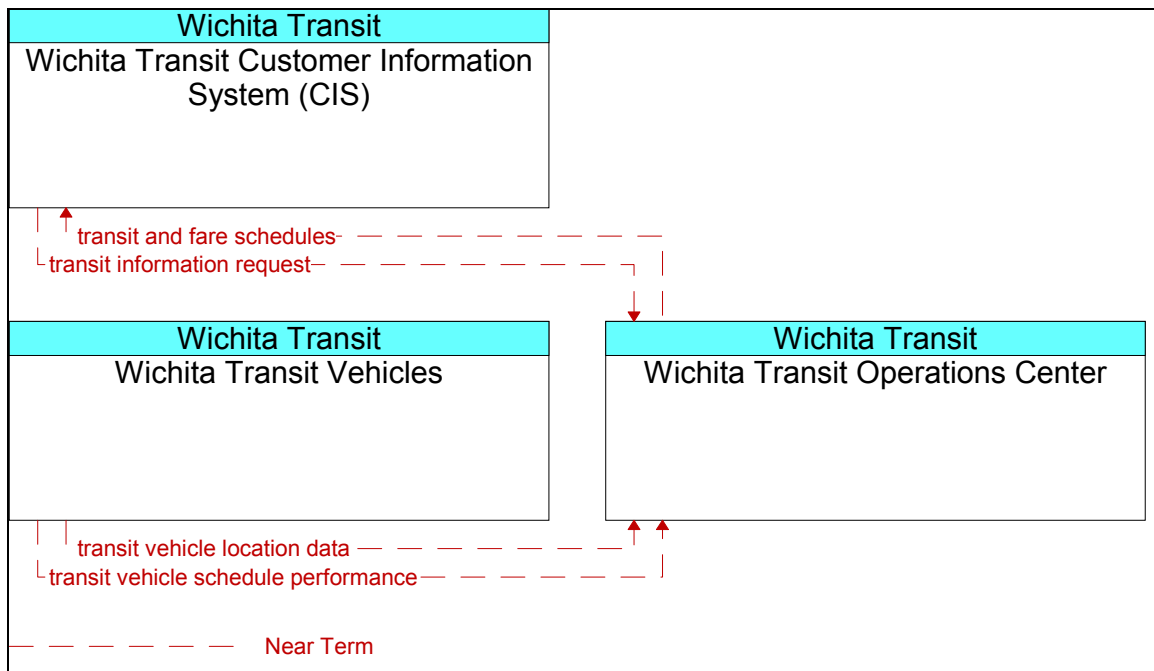 Wichita Transit
Wichita Transit Customer Information
System (CIS)
transit and fare schedules
transit information request
Wichita Transit
Wichita Transit Vehicles
Wichita Transit
Wichita Transit Operations Center
transit vehicle location data
transit vehicle schedule performance
Near Term